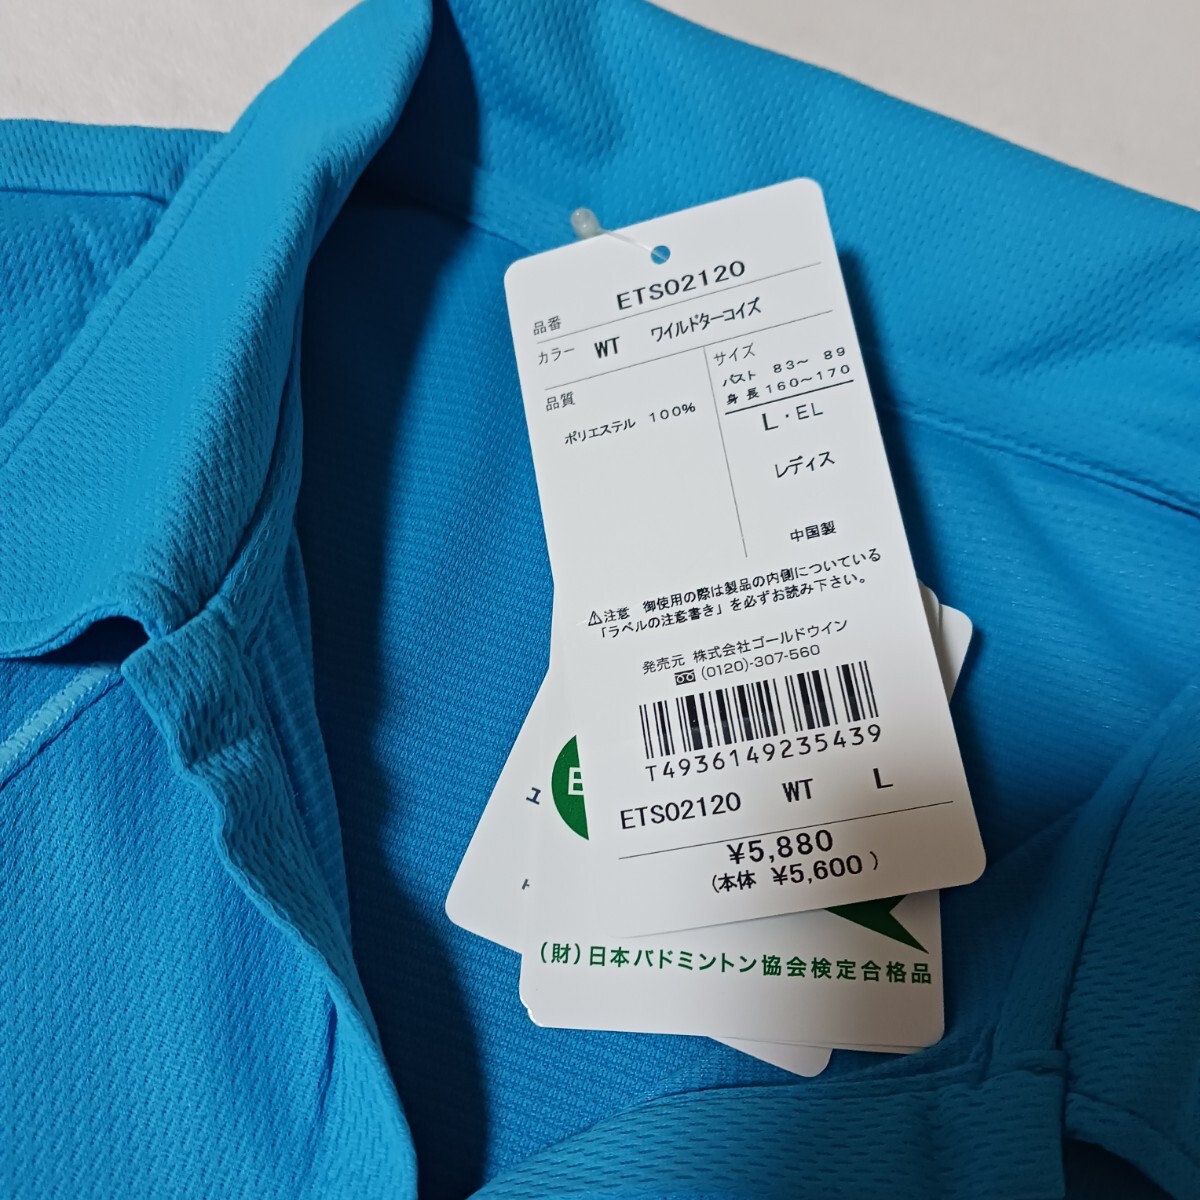 品番 ETS02120
カラー WT ワイルドターコイズ
品質
ポリエステル 100%
サイズ
バスト 83～ 89
身 長 160～170
L・EL
レディス
中国製
⚠注意 御使用の際は製品の内側についている
「ラベルの注意書き」を必ずお読み下さい。
発売元 株式会社ゴールドウイン
(0120)-307-560
T4936149235439
ETS02120 WT L
¥5,880
(本体 ¥5,600 )
(財)日本バドミントン協会検定合格品